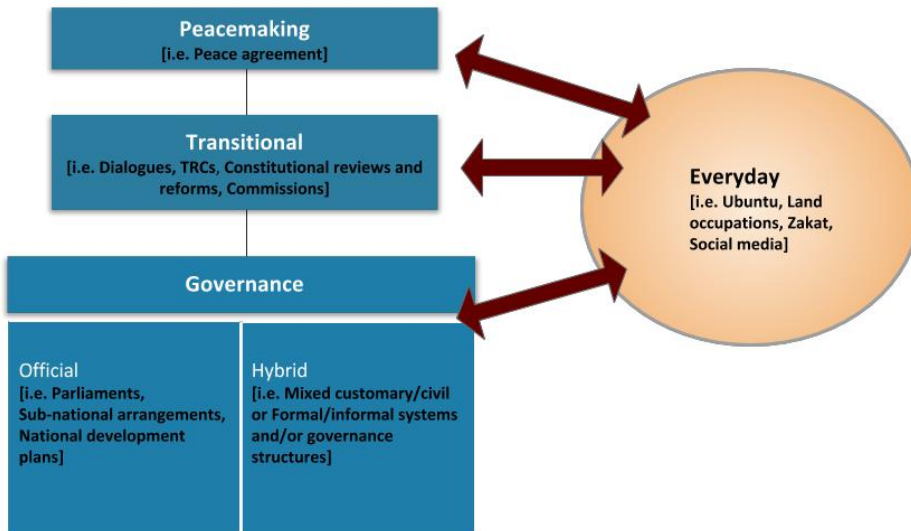 Peacemaking
[i.e. Peace agreement]
Transitional
[i.e. Dialogues, TRCs, Constitutional reviews and
reforms, Commissions]
Everyday
[i.e. Ubuntu, Land
occupations, Zakat,
Social media]
Governance
Official
[i.e. Parliaments,
Sub-national arrangements,
National development
plans]
Hybrid
[i.e. Mixed customary/civil
or Formal/informal systems
and/or governance
structures]